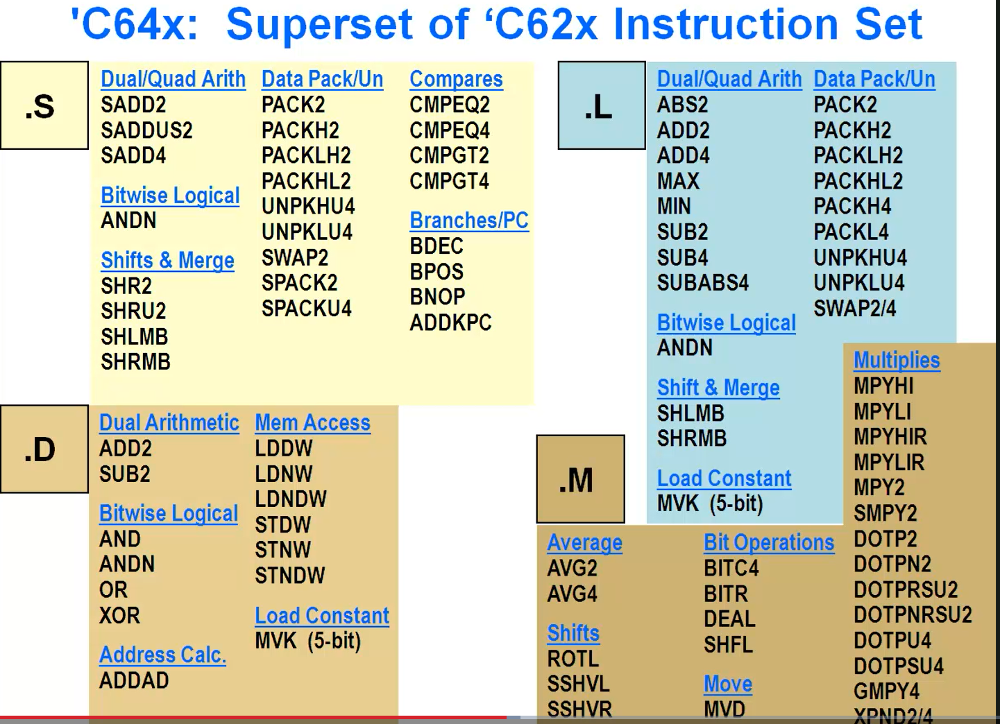 'C64x: Superset of ‘C62x Instruction Set
.S
Dual/Quad Arith
SADD2
SADDUS2
SADD4
Bitwise Logical
ANDN
Shifts & Merge
SHR2
SHRU2
SHLMB
SHRMB
Data Pack/Un
PACK2
PACKH2
PACKLH2
PACKHL2
UNPKHU4
UNPKLU4
SWAP2
SPACK2
SPACKU4
Compares
CMPEQ2
CMPEQ4
CMPGT2
CMPGT4
Branches/PC
BDEC
BPOS
BNOP
ADDKPC
.L
Dual/Quad Arith
ABS2
ADD2
ADD4
MAX
MIN
SUB2
SUB4
SUBABS4
Bitwise Logical
ANDN
Shift & Merge
SHLMB
SHRMB
Load Constant
MVK (5-bit)
Data Pack/Un
PACK2
PACKH2
PACKLH2
PACKHL2
PACKH4
PACKL4
UNPKHU4
UNPKLU4
SWAP2/4
.D
Dual Arithmetic
ADD2
SUB2
Bitwise Logical
AND
ANDN
OR
XOR
Address Calc.
ADDAD
Mem Access
LDDW
LDNW
LDNDW
STDW
STNW
STNDW
Load Constant
MVK (5-bit)
.M
Average
AVG2
AVG4
Shifts
ROTL
SSHVL
SSHVR
Bit Operations
BITC4
BITR
DEAL
SHFL
Move
MVD
Multiplies
MPYHI
MPYLI
MPYHIR
MPYLIR
MPY2
SMPY2
DOTP2
DOTPN2
DOTPRSU2
DOTPNRSU2
DOTPU4
DOTPSU4
GMPY4
XPND2/4